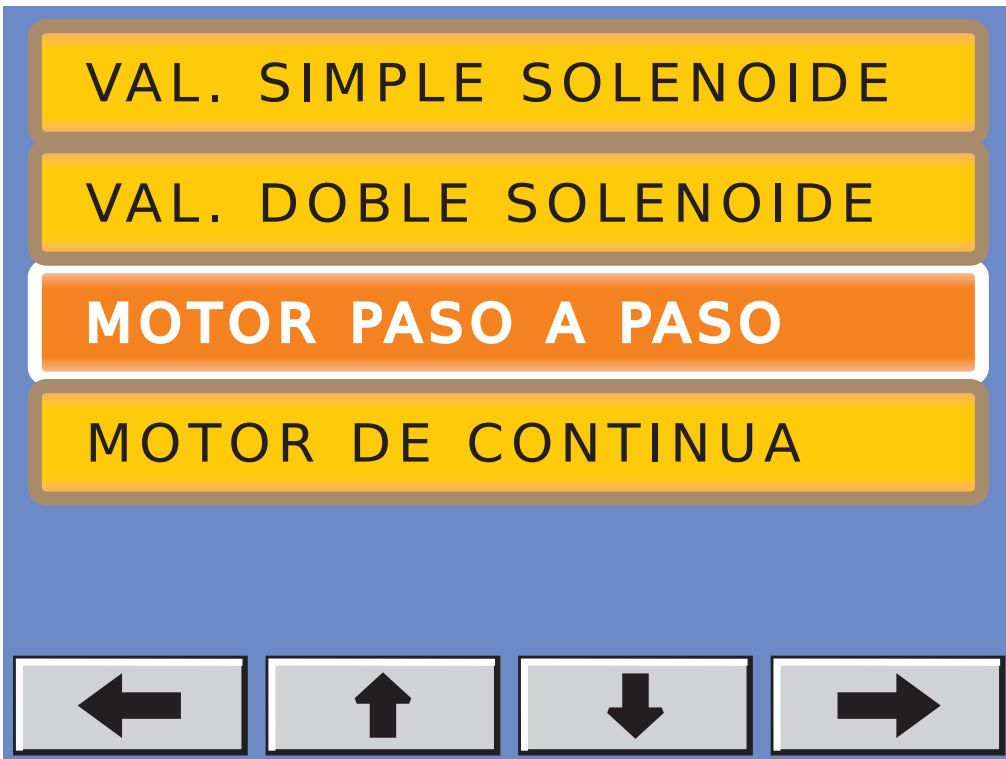 VAL. SIMPLE SOLENOIDE
VAL. DOBLE SOLENOIDE
MOTOR PASO A PASO
MOTOR DE CONTINUA